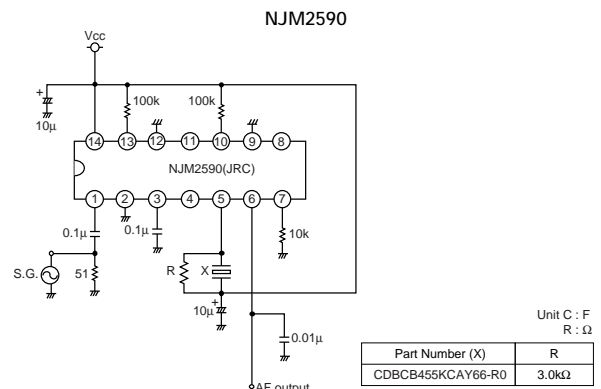 NJM2590
Vcc
+
10μ
100k
100k
14 13 12 11 10 9 8
NJM2590(JRC)
1 2 3 4 5 6 7
0.1μ
0.1μ
10k
S.G.
51
R
X
+
10μ
0.01μ
AF output
Unit C : F
R : Ω
Part Number (X) R
CDBCB455KCAY66-R0 3.0kΩ